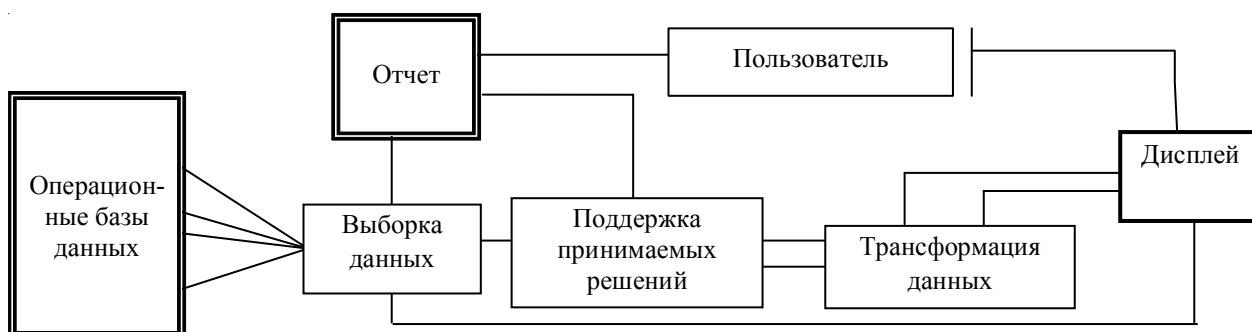 Отчет
Пользователь
Операцион-
ные базы
данных
Выборка
данных
Поддержка
принимаемых
решений
Трансформация
данных
Дисплей